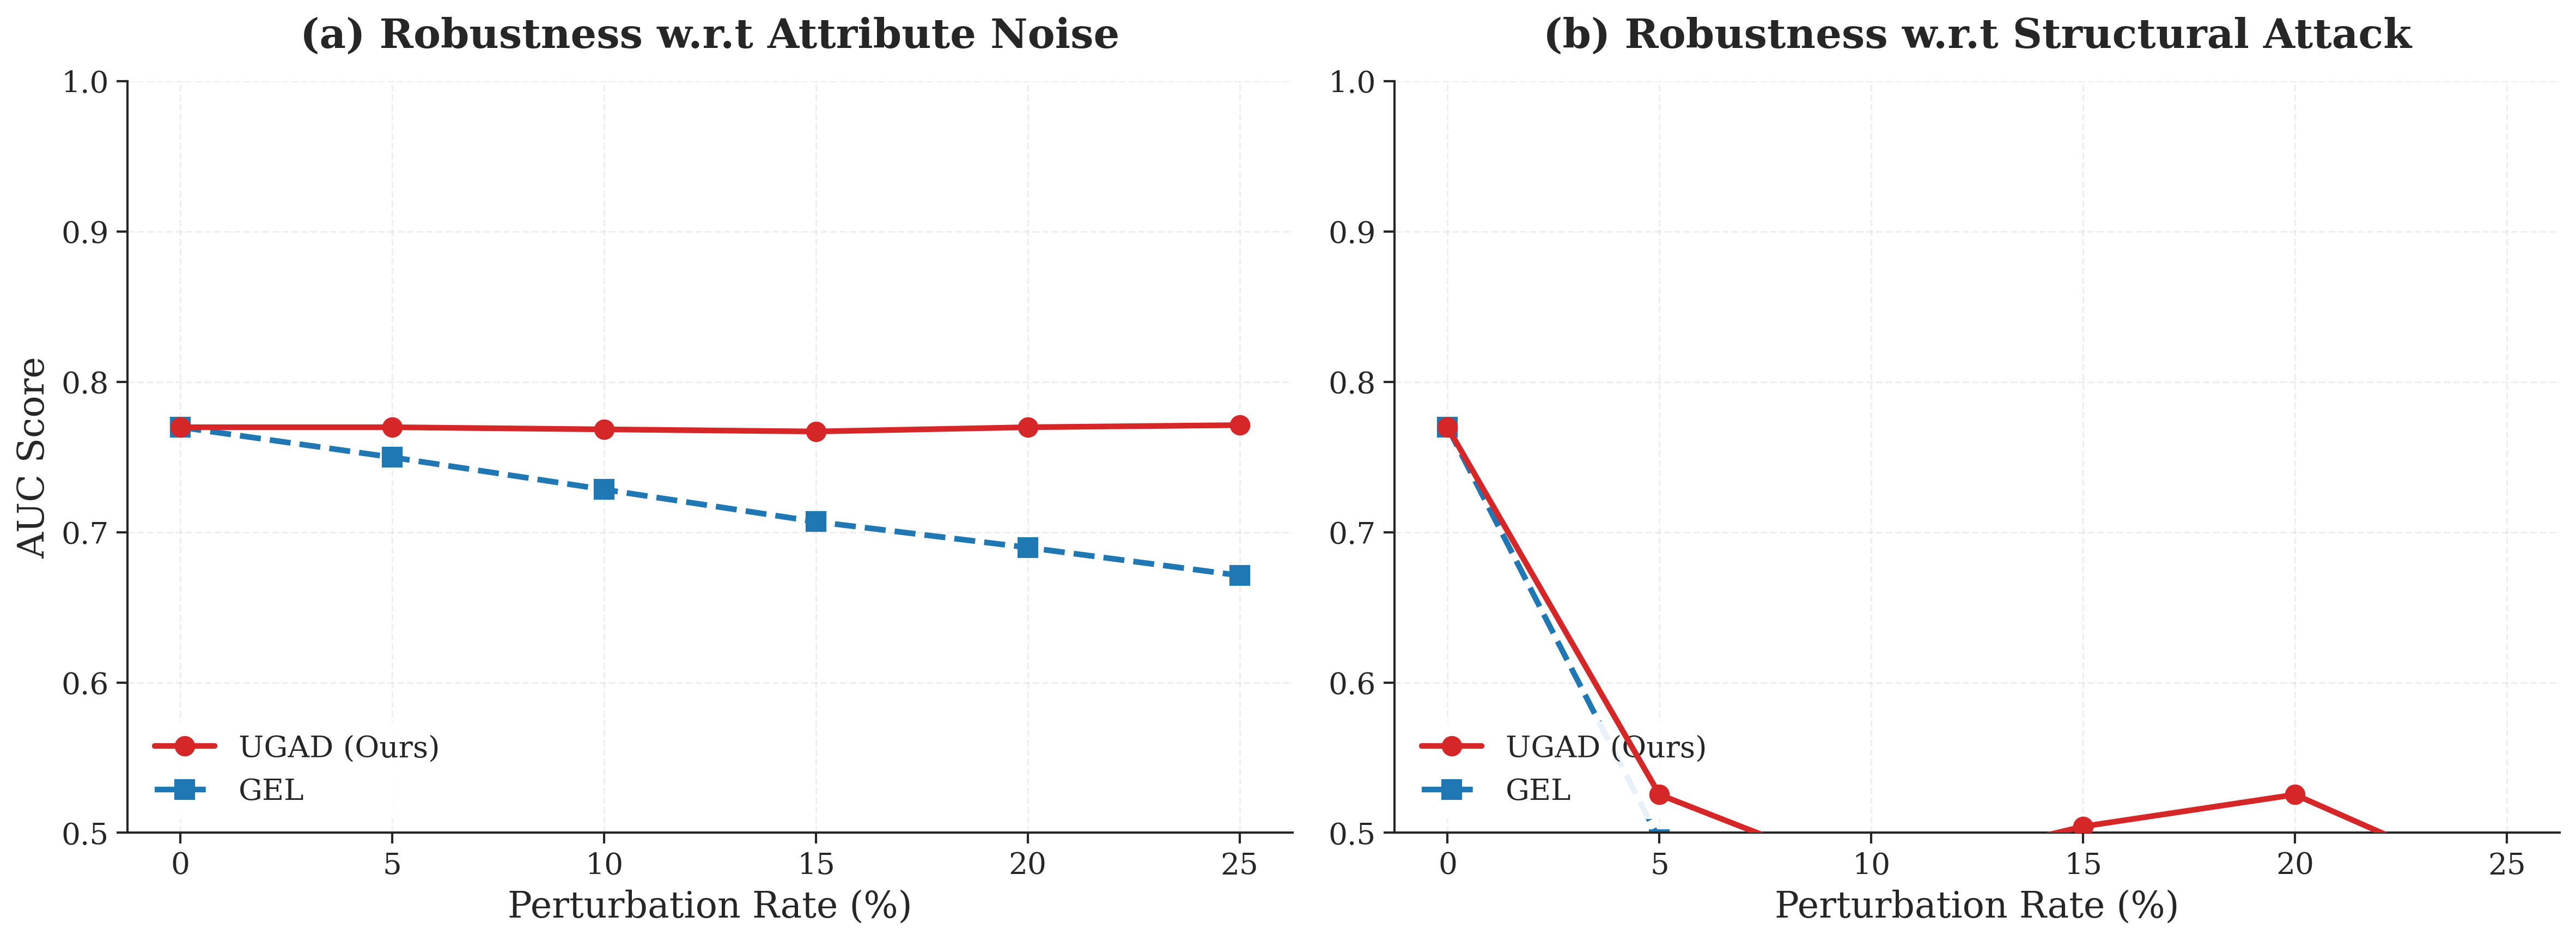 (a) Robustness w.r.t Attribute Noise
1.0
0.9
0.8
0.7
0.6
0.5
AUC Score
UGAD (Ours)
GEL
0 5 10 15 20 25
Perturbation Rate (%)
(b) Robustness w.r.t Structural Attack
1.0
0.9
0.8
0.7
0.6
0.5
UGAD (Ours)
GEL
0 5 10 15 20 25
Perturbation Rate (%)